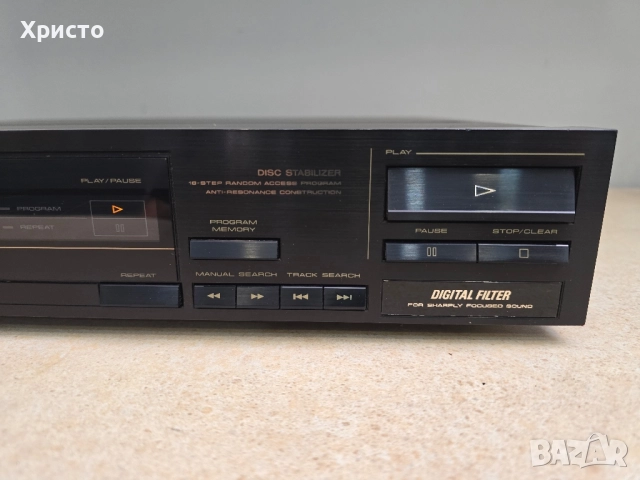 Христо
PLAY/PAUSE
PROGRAM
REPEAT
REPEAT
DISC STABILIZER
16-STEP RANDOM ACCESS PROGRAM
ANTI-RESONANCE CONSTRUCTION
PROGRAM
MEMORY
MANUAL SEARCH
TRACK SEARCH
PLAY
PAUSE
STOP/CLEAR
DIGITAL FILTER
FOR SHARPLY FOCUSED SOUND
BAZAR